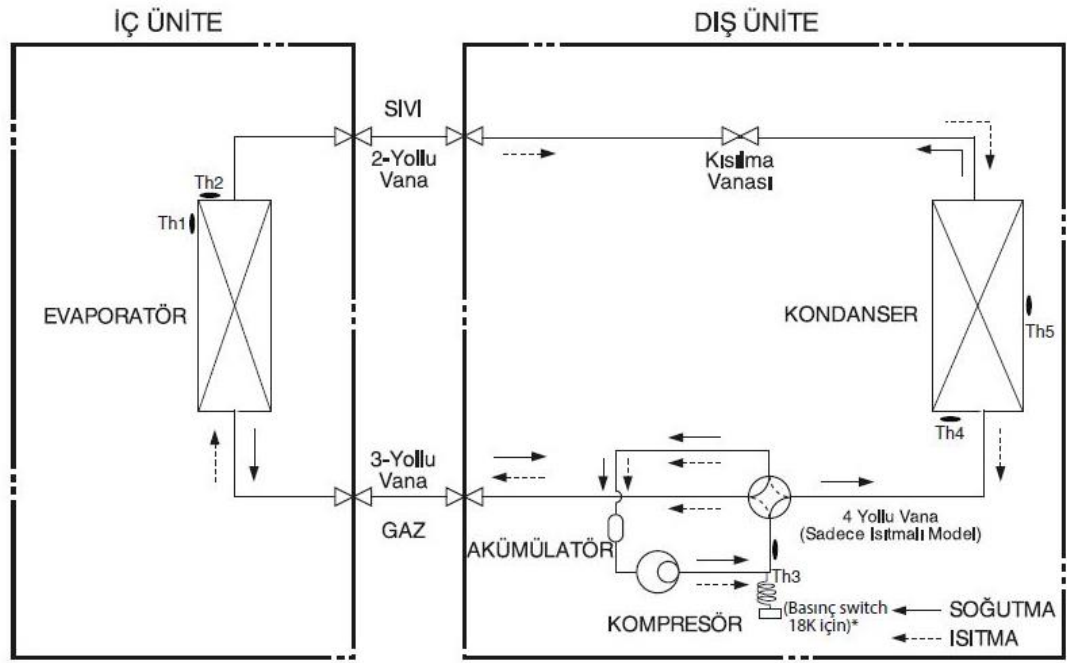 İÇ ÜNİTE
DIŞ ÜNİTE
SIVI
2-Yollu
Vana
Kısılma
Vanası
Th2
Th1
EVAPORATÖR
KONDANSER
Th5
Th4
3-Yollu
Vana
GAZ
4 Yollu Vana
(Sadece Isıtmalı Model)
AKÜMÜLATÖR
Th3
KOMPRESÖR
(Basınç switch
18K için)*
SOĞUTMA
ISITMA